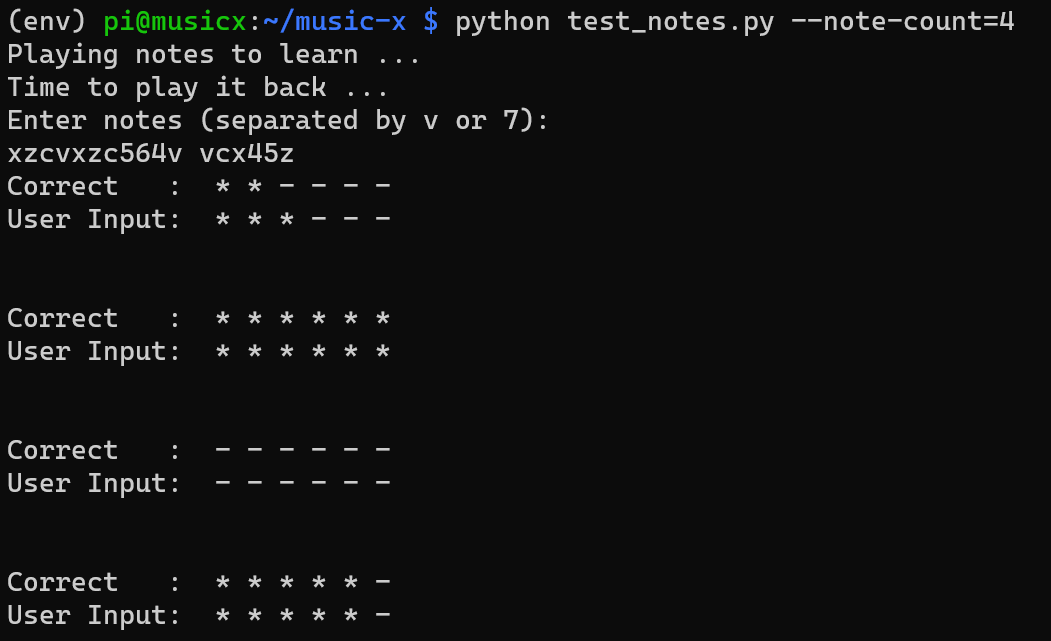 (env) pi@musicx:~/music-x $ python test_notes.py --note-count=4
Playing notes to learn ...
Time to play it back ...
Enter notes (separated by v or 7):
xzcvxzc564v vcx45z
Correct   :  * * - - - -
User Input:  * * * - - -
Correct   :  * * * * * *
User Input:  * * * * * *
Correct   :  - - - - - -
User Input:  - - - - - -
Correct   :  * * * * * -
User Input:  * * * * * -